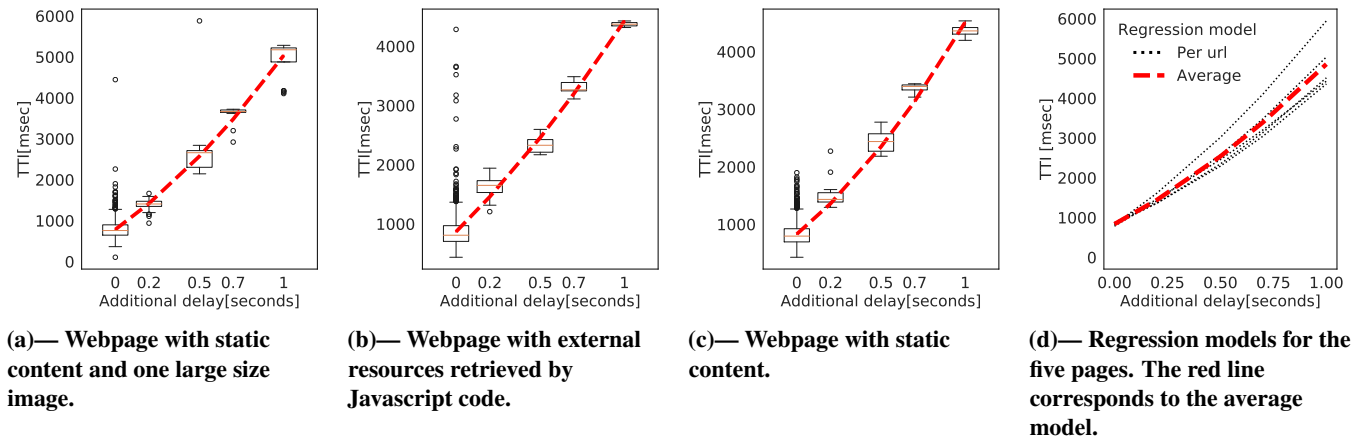 6000
5000
4000
3000
2000
1000
0
TTI[msec]
0 0.2 0.5 0.7 1
Additional delay[seconds]
(a)— Webpage with static
content and one large size
image.
4000
3000
2000
1000
TTI[msec]
0 0.2 0.5 0.7 1
Additional delay[seconds]
(b)— Webpage with external
resources retrieved by
Javascript code.
4000
3000
2000
1000
TTI[msec]
0 0.2 0.5 0.7 1
Additional delay[seconds]
(c)— Webpage with static
content.
6000
5000
4000
3000
2000
1000
0
TTI [msec]
Regression model
Per url
Average
0.00 0.25 0.50 0.75 1.00
Additional delay[seconds]
(d)— Regression models for the
five pages. The red line
corresponds to the average
model.